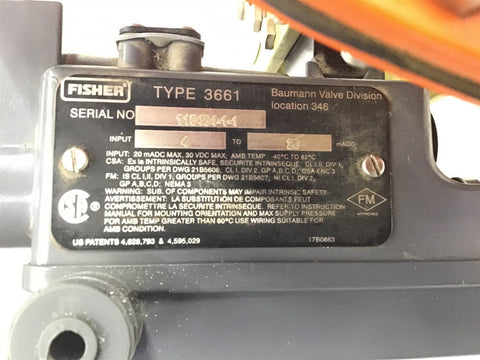 FISHER TYPE 3661 Baumann Valve Division
location 346
SERIAL NO
INPUT 4 TO 20 mADC
INPUT: 20 mADC MAX, 30 VDC MAX, AMB TEMP: -40°C TO 82°C
CSA: Ex ia INTRINSICALLY SAFE, SECURITE INTRINSEQUE, CL I,II, DIV 1,
GROUPS PER DWG 21B5606, CL I, DIV 2, GP A,B,C,D; CSA ENC 3
FM: IS CL I,II, DIV 1, GROUPS PER DWG 21B5607; NI CL I, DIV 2,
GP A,B,C,D; NEMA 3
WARNING: SUB. OF COMPONENTS MAY IMPAIR INTRINSIC SAFETY
AVERTISSEMENT: LA SUBSTITUTION DE COMPOSANTS PEUT
COMPROMETTRE LA SECURITE INTRINSEQUE. REFER TO INSTRUCTION
MANUAL FOR MOUNTING ORIENTATION AND MAX SUPPLY PRESSURE
FOR AMB TEMP GREATER THAN 60°C USE WIRING SUITABLE FOR
AMB CONDITION.
US PATENTS 4,828,793 & 4,595,029 17B0863
FM
APPROVED